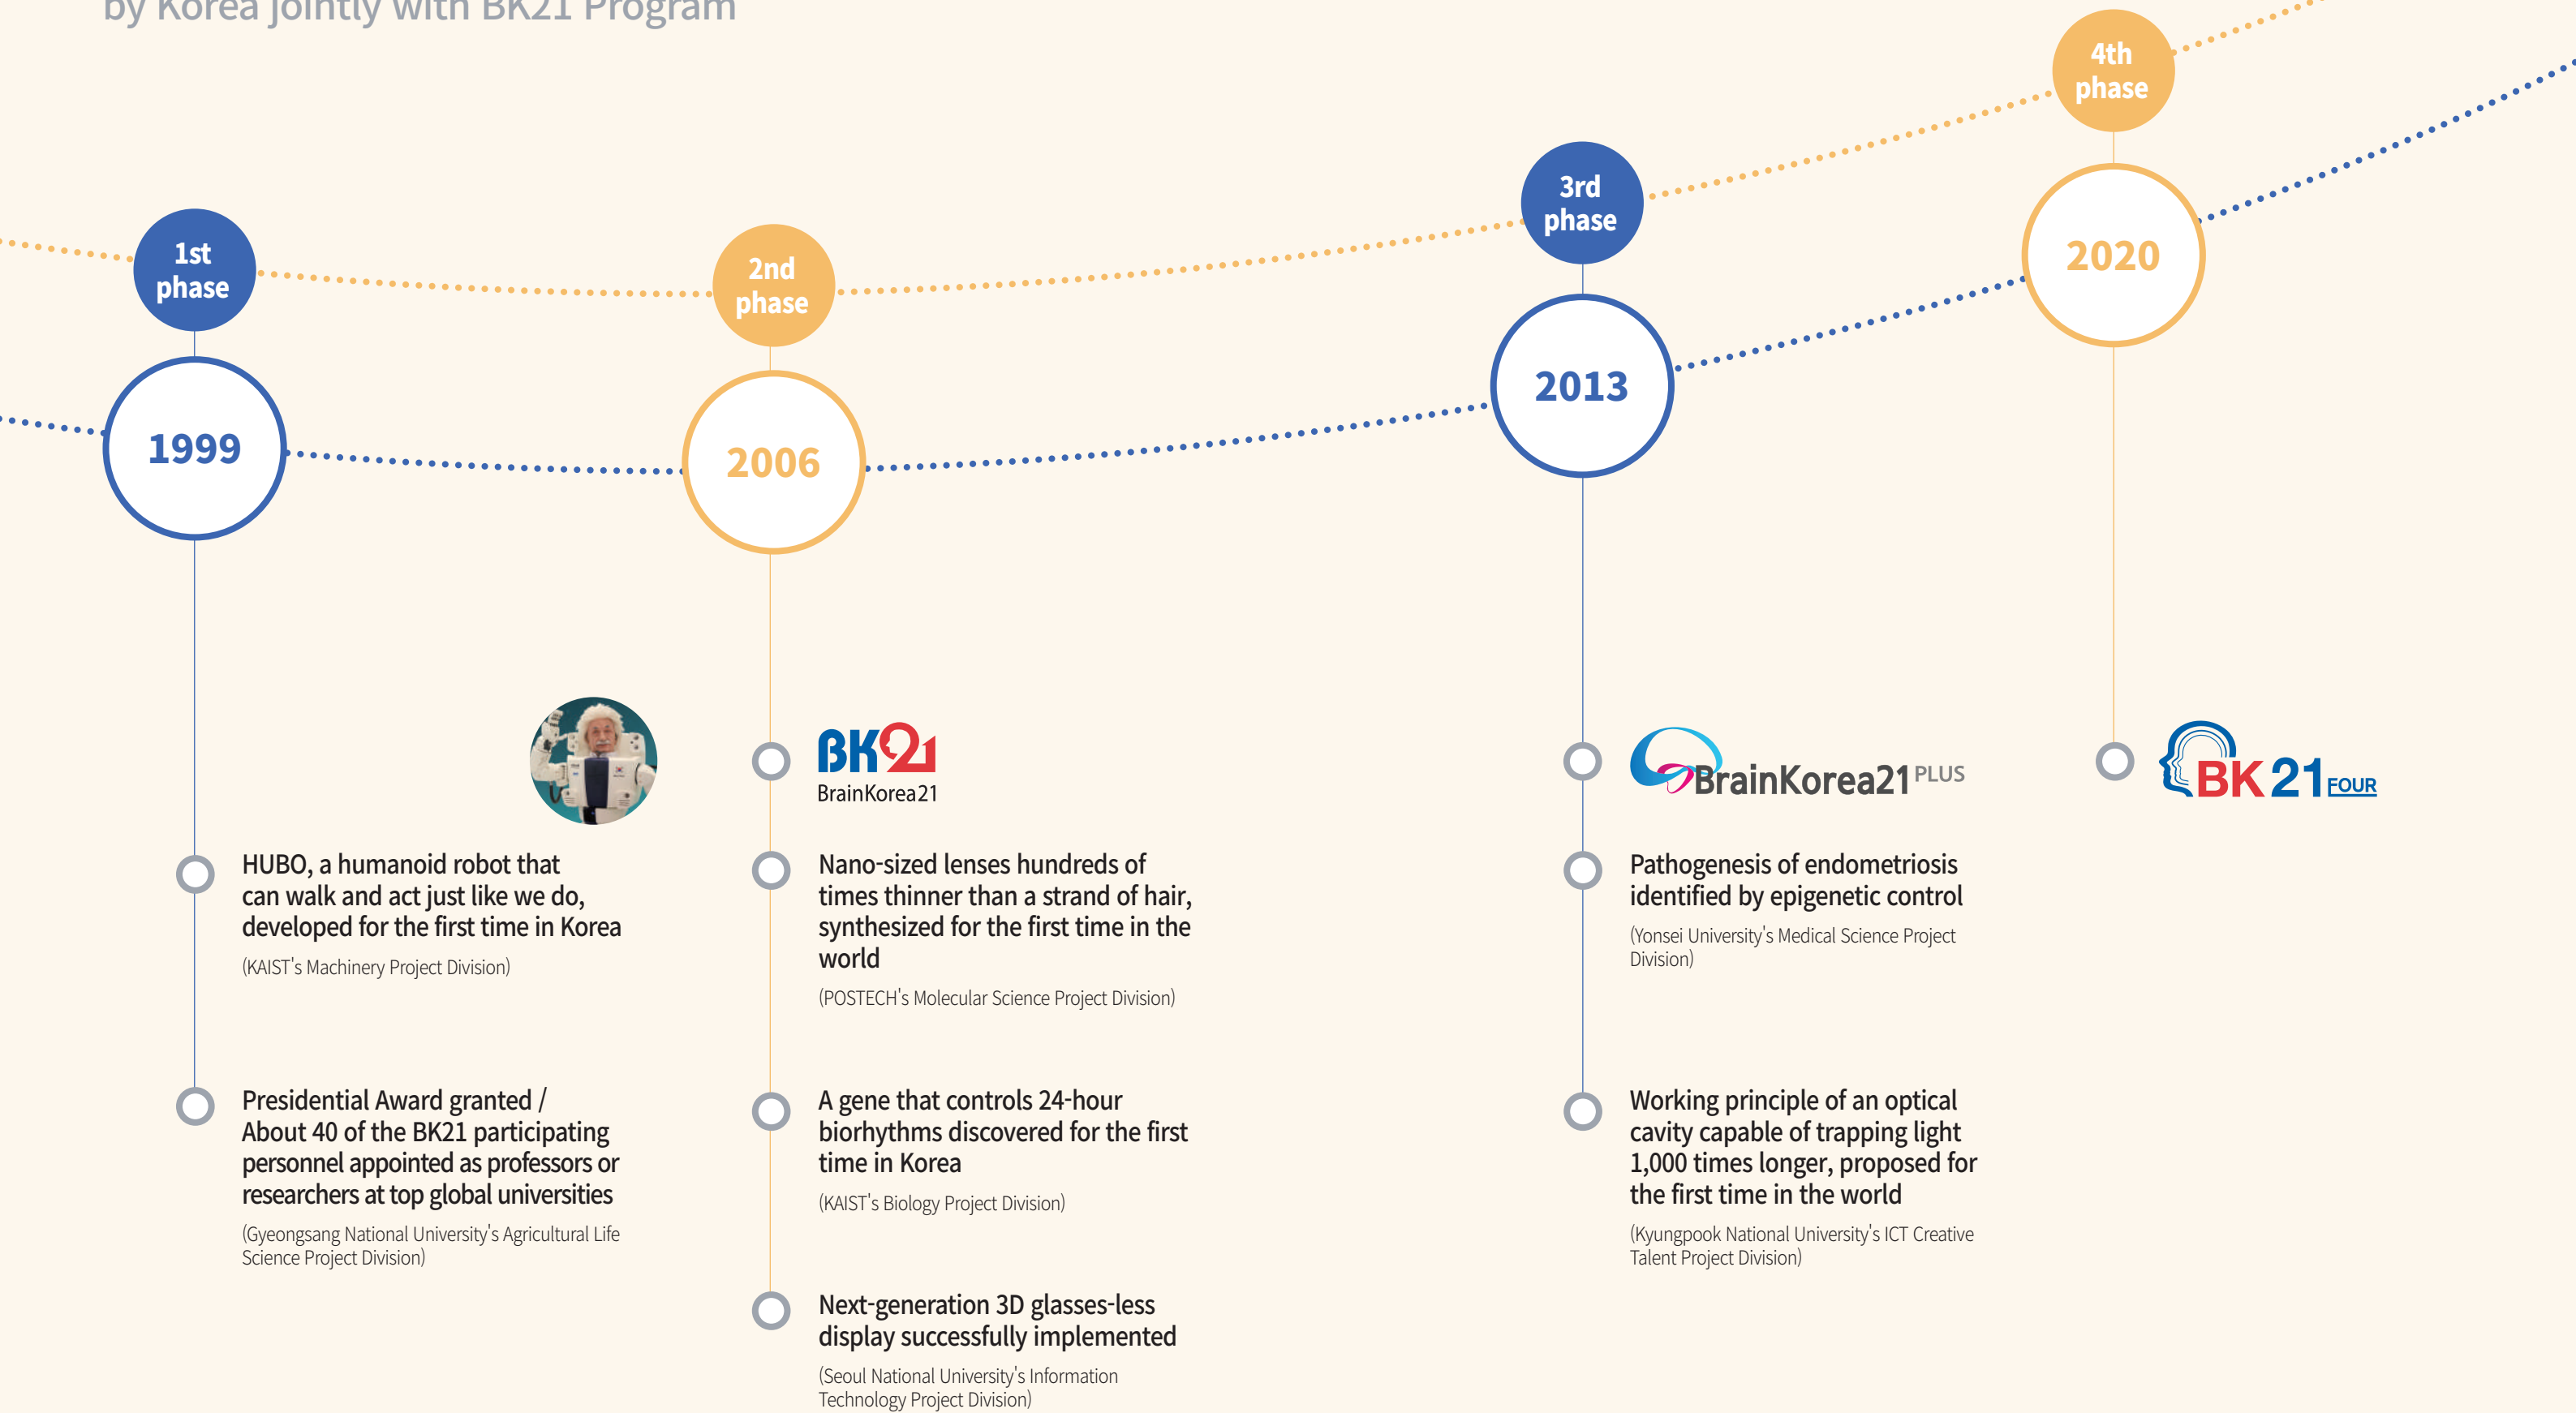 by Korea jointly with BK21 Program
1st
phase
1999
HUBO, a humanoid robot that
can walk and act just like we do,
developed for the first time in Korea
(KAIST's Machinery Project Division)
Presidential Award granted /
About 40 of the BK21 participating
personnel appointed as professors or
researchers at top global universities
(Gyeongsang National University's Agricultural Life
Science Project Division)
2nd
phase
2006
BK21
BrainKorea21
Nano-sized lenses hundreds of
times thinner than a strand of hair,
synthesized for the first time in the
world
(POSTECH's Molecular Science Project Division)
A gene that controls 24-hour
biorhythms discovered for the first
time in Korea
(KAIST's Biology Project Division)
Next-generation 3D glasses-less
display successfully implemented
(Seoul National University's Information
Technology Project Division)
3rd
phase
2013
BrainKorea21 PLUS
Pathogenesis of endometriosis
identified by epigenetic control
(Yonsei University's Medical Science Project
Division)
Working principle of an optical
cavity capable of trapping light
1,000 times longer, proposed for
the first time in the world
(Kyungpook National University's ICT Creative
Talent Project Division)
4th
phase
2020
BK 21 FOUR